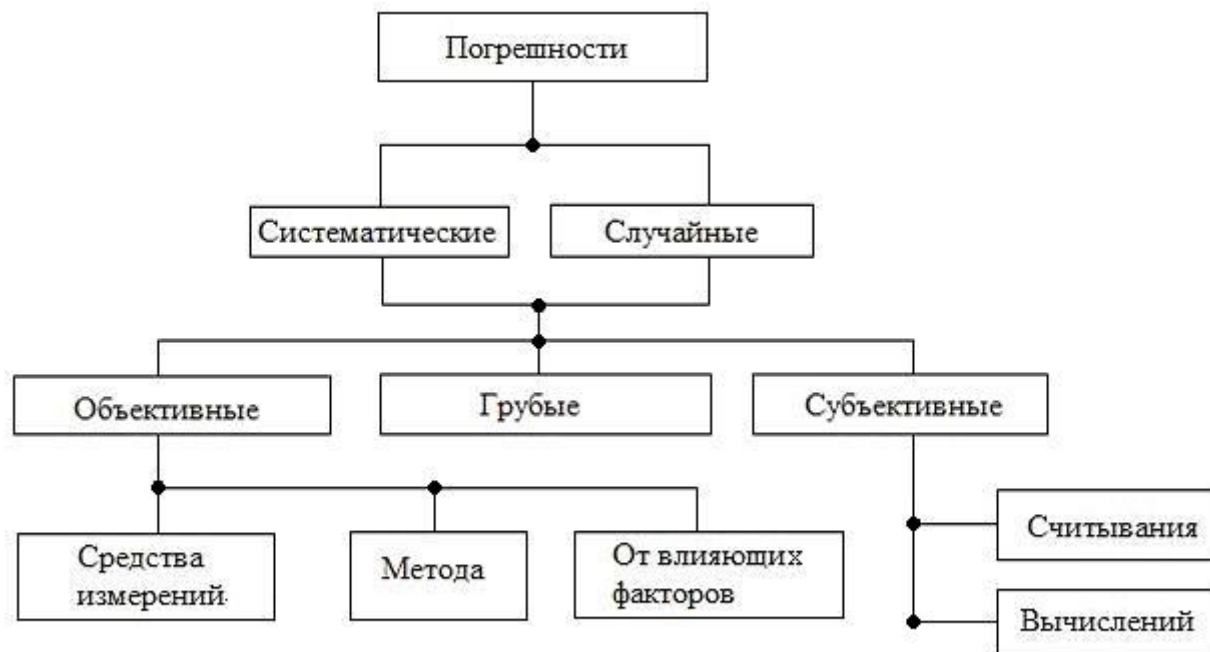 Погрешности
Систематические
Случайные
Объективные
Грубые
Субъективные
Средства
измерений
Метода
От влияющих
факторов
Считывания
Вычислений